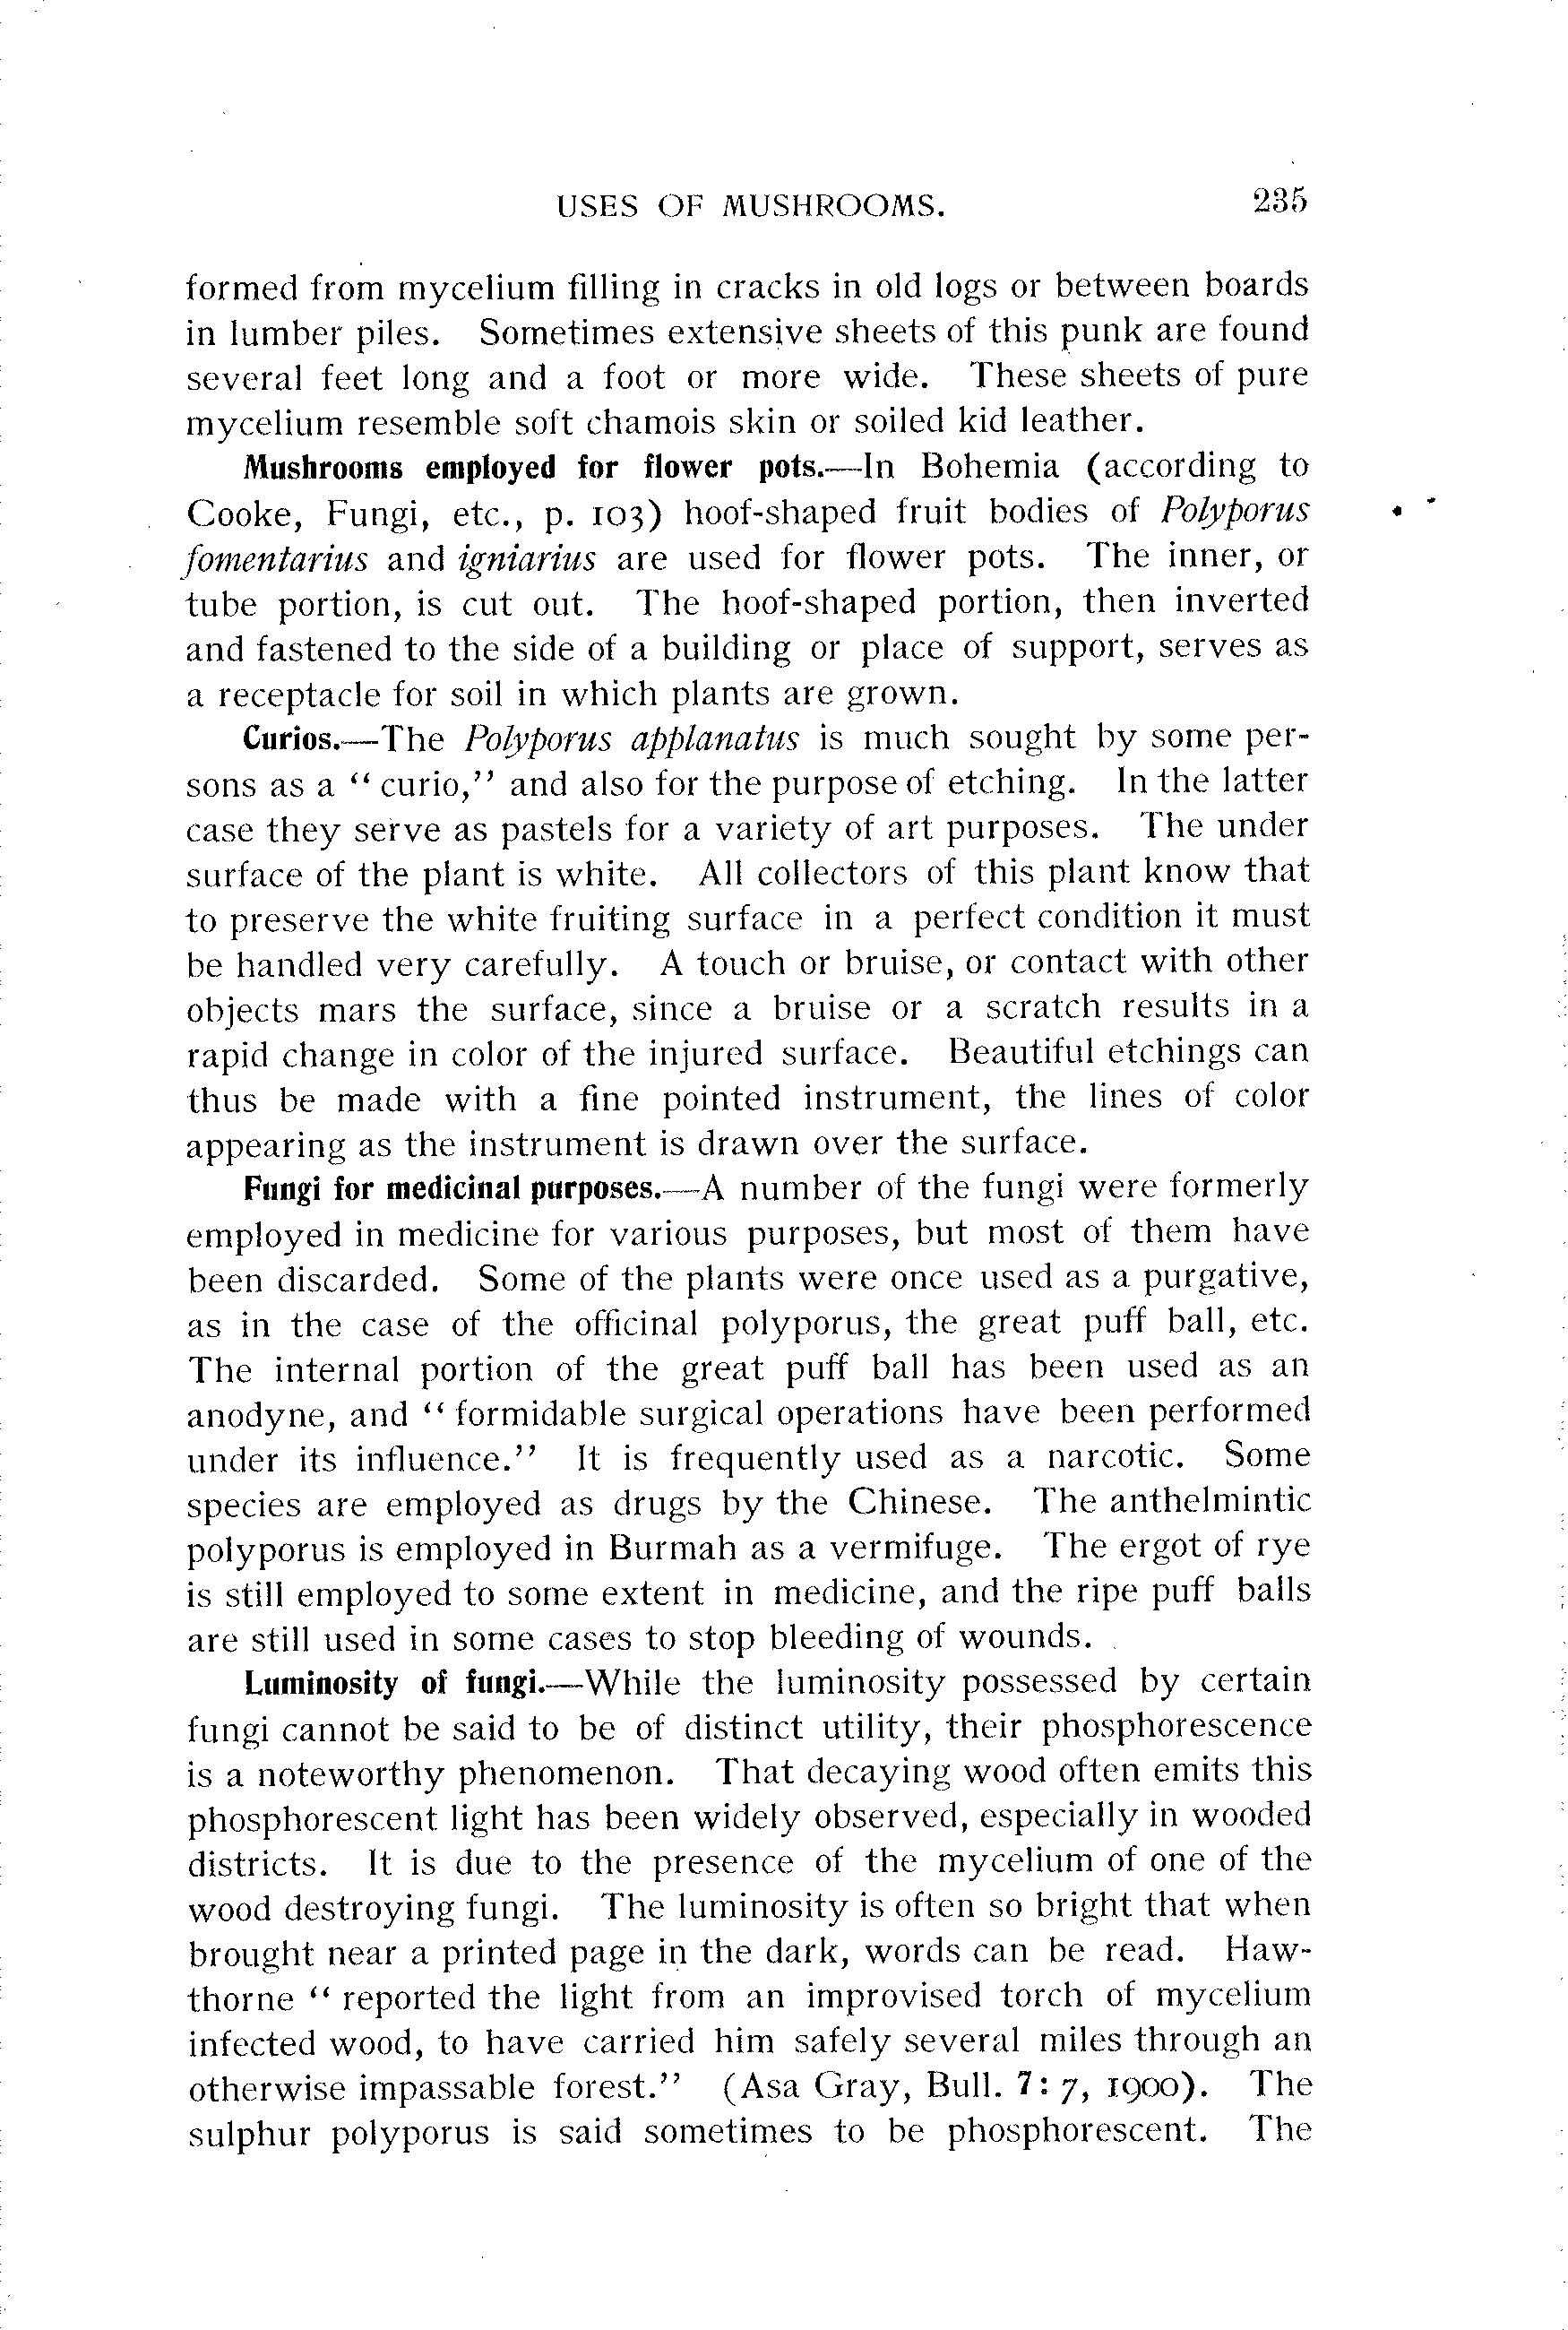 USES OF MUSHROOMS. 235
formed from mycelium filling in cracks in old logs or between boards
in lumber piles. Sometimes extensive sheets of this punk are found
several feet long and a foot or more wide. These sheets of pure
mycelium resemble soft chamois skin or soiled kid leather.
Mushrooms employed for flower pots.—In Bohemia (according to
Cooke, Fungi, etc., p. 103) hoof-shaped fruit bodies of Polyporus
fomentarius and igniarius are used for flower pots. The inner, or
tube portion, is cut out. The hoof-shaped portion, then inverted
and fastened to the side of a building or place of support, serves as
a receptacle for soil in which plants are grown.
Curios.—The Polyporus applanatus is much sought by some per-
sons as a “ curio,” and also for the purpose of etching. In the latter
case they serve as pastels for a variety of art purposes. The under
surface of the plant is white. All collectors of this plant know that
to preserve the white fruiting surface in a perfect condition it must
be handled very carefully. A touch or bruise, or contact with other
objects mars the surface, since a bruise or a scratch results in a
rapid change in color of the injured surface. Beautiful etchings can
thus be made with a fine pointed instrument, the lines of color
appearing as the instrument is drawn over the surface.
Fungi for medicinal purposes.—A number of the fungi were formerly
employed in medicine for various purposes, but most of them have
been discarded. Some of the plants were once used as a purgative,
as in the case of the officinal polyporus, the great puff ball, etc.
The internal portion of the great puff ball has been used as an
anodyne, and “ formidable surgical operations have been performed
under its influence.” It is frequently used as a narcotic. Some
species are employed as drugs by the Chinese. The anthelmintic
polyporus is employed in Burmah as a vermifuge. The ergot of rye
is still employed to some extent in medicine, and the ripe puff balls
are still used in some cases to stop bleeding of wounds.
Luminosity of fungi.—While the luminosity possessed by certain
fungi cannot be said to be of distinct utility, their phosphorescence
is a noteworthy phenomenon. That decaying wood often emits this
phosphorescent light has been widely observed, especially in wooded
districts. It is due to the presence of the mycelium of one of the
wood destroying fungi. The luminosity is often so bright that when
brought near a printed page in the dark, words can be read. Haw-
thorne “ reported the light from an improvised torch of mycelium
infected wood, to have carried him safely several miles through an
otherwise impassable forest.” (Asa Gray, Bull. 7: 7, 1900). The
sulphur polyporus is said sometimes to be phosphorescent. The